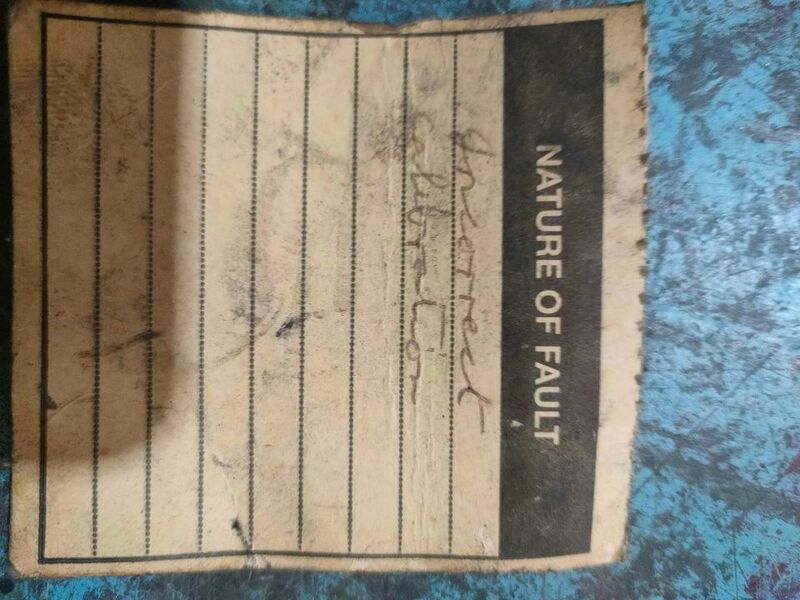 NATURE OF FAULT
Incorrect
calibration